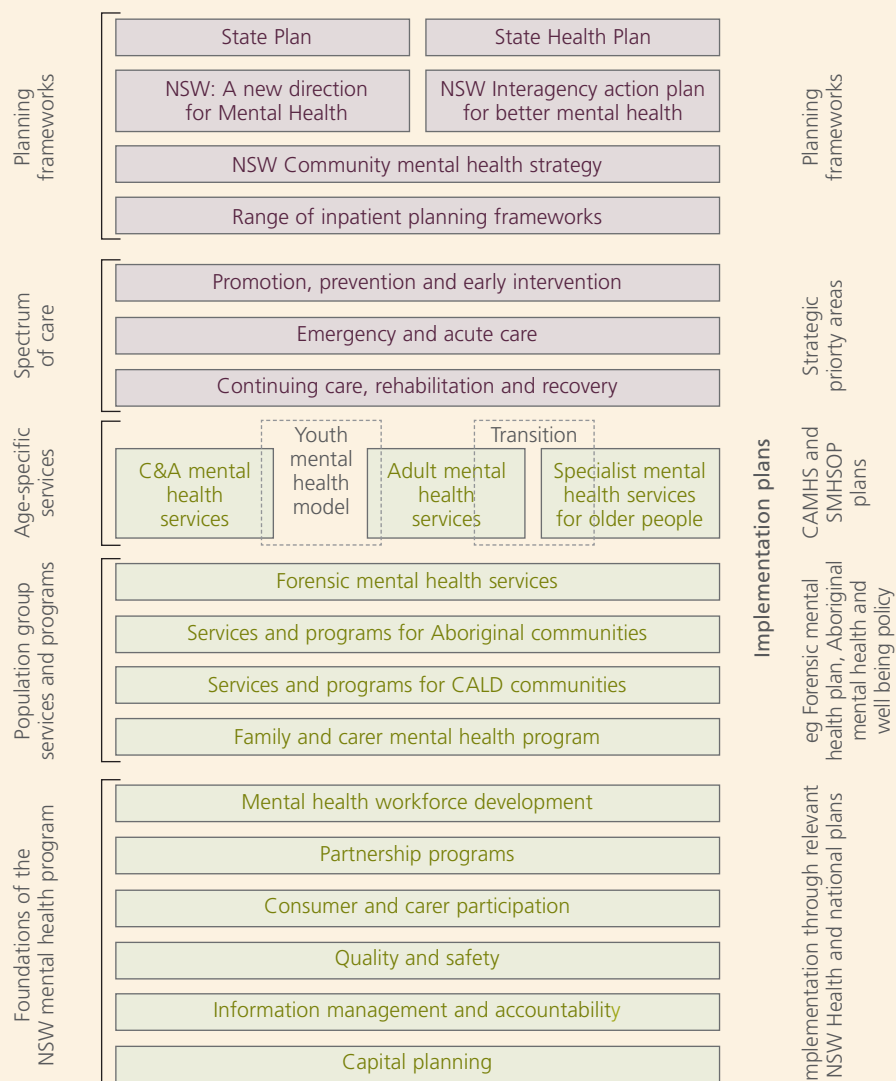 Planning
frameworks
State Plan
State Health Plan
NSW: A new direction
for Mental Health
NSW Interagency action plan
for better mental health
NSW Community mental health strategy
Range of inpatient planning frameworks
Planning
frameworks
Spectrum
of care
Promotion, prevention and early intervention
Emergency and acute care
Continuing care, rehabilitation and recovery
Strategic
priorty areas
Age-specific
services
C&A mental
health
services
Youth
mental
health
model
Adult mental
health
services
Transition
Specialist mental
health services
for older people
Implementation plans
CAMHS and
SMHSOP
plans
Population group
services and programs
Forensic mental health services
Services and programs for Aboriginal communities
Services and programs for CALD communities
Family and carer mental health program
eg Forensic mental
health plan, Aboriginal
mental health and
well being policy
Foundations of the
NSW mental health program
Mental health workforce development
Partnership programs
Consumer and carer participation
Quality and safety
Information management and accountability
Capital planning
mplementation through relevant
NSW Health and national plans